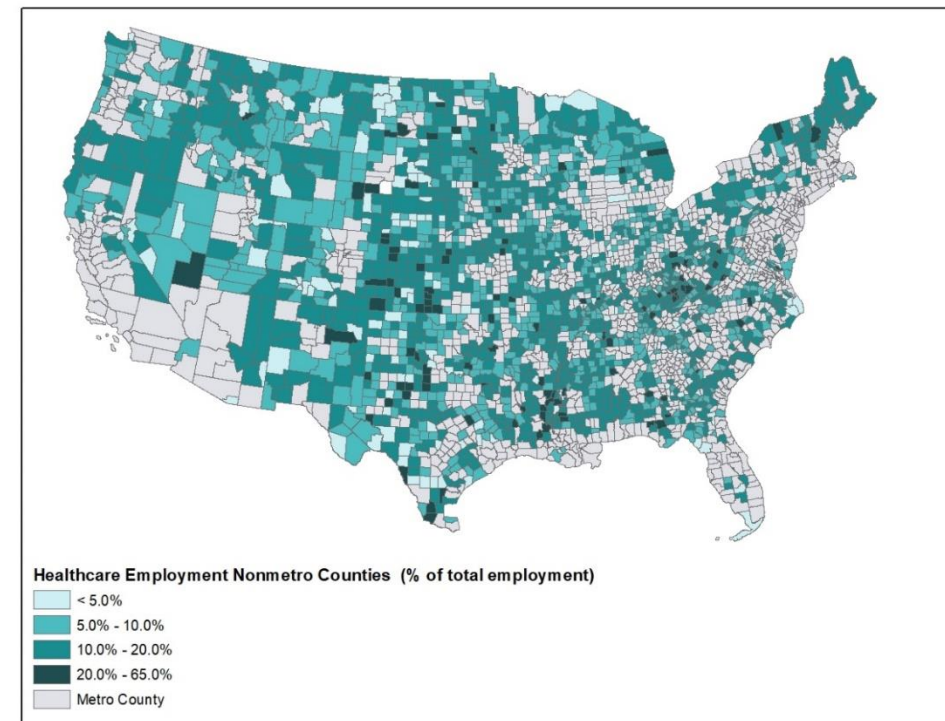 Healthcare Employment Nonmetro Counties (% of total employment)
< 5.0%
5.0% - 10.0%
10.0% - 20.0%
20.0% - 65.0%
Metro County